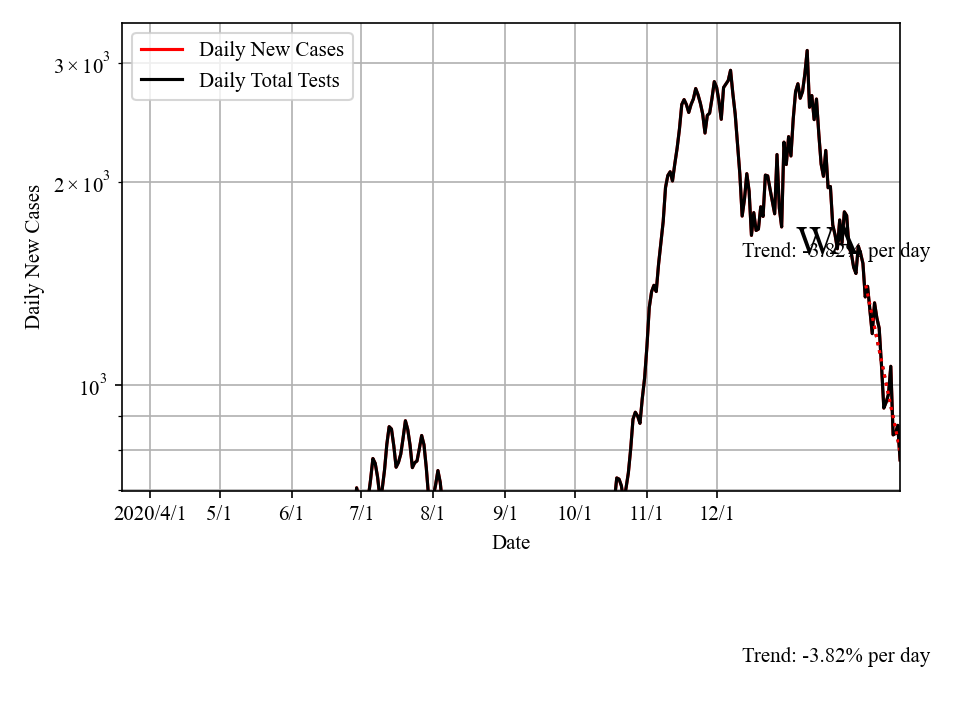 3 × 10³
Daily New Cases
Daily Total Tests
2 × 10³
Daily New Cases
W
Trend: -3.82% per day
10³
2020/4/1 5/1 6/1 7/1 8/1 9/1 10/1 11/1 12/1
Date
Trend: -3.82% per day